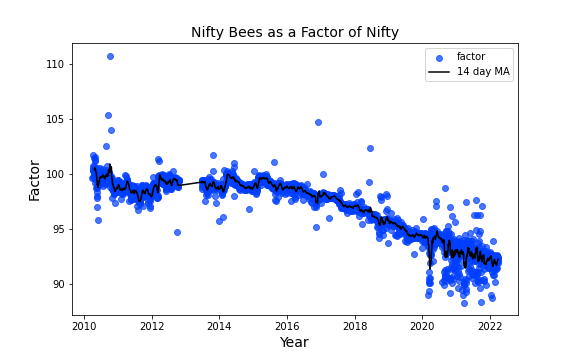 Nifty Bees as a Factor of Nifty
factor
14 day MA
110
105
100
95
90
Factor
2010 2012 2014 2016 2018 2020 2022
Year